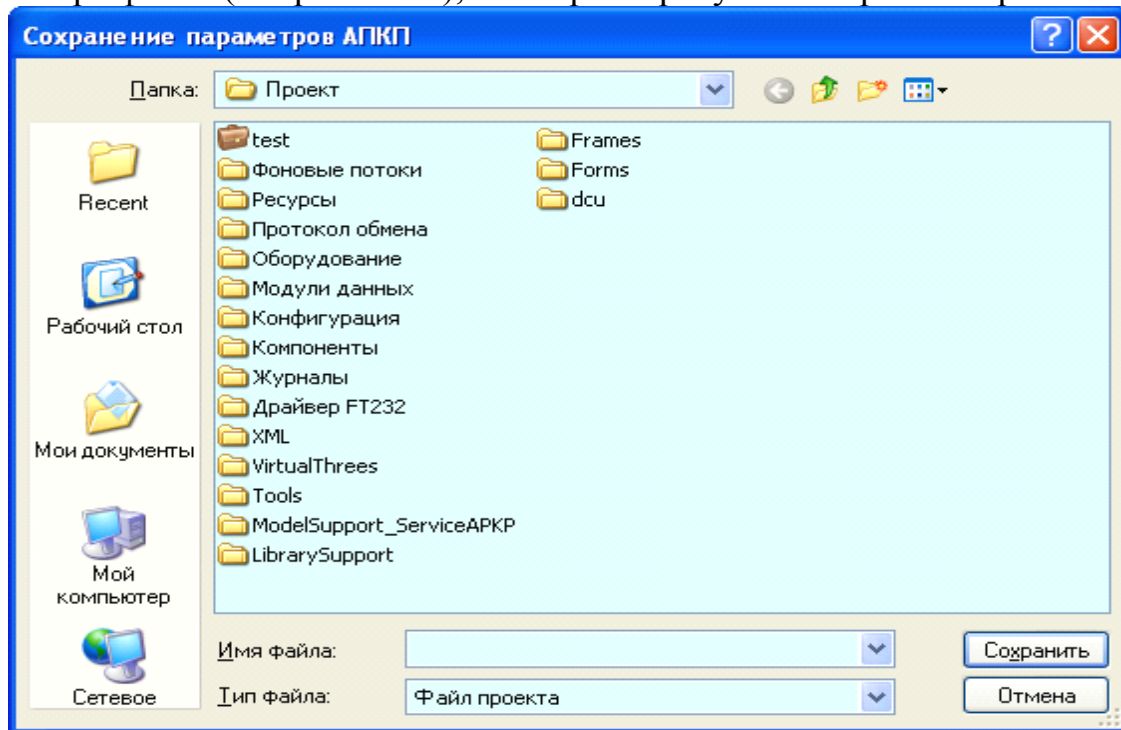 Сохранение параметров АПКП
Папка: Проект
Recent
Рабочий стол
Мои документы
Мой
компьютер
Сетевое
test
Фоновые потоки
Ресурсы
Протокол обмена
Оборудование
Модули данных
Конфигурация
Компоненты
Журналы
Драйвер FT232
XML
VirtualThrees
Tools
ModelSupport_ServiceAPKP
LibrarySupport
Frames
Forms
dcu
Имя файла:
Сохранить
Тип файла: Файл проекта
Отмена